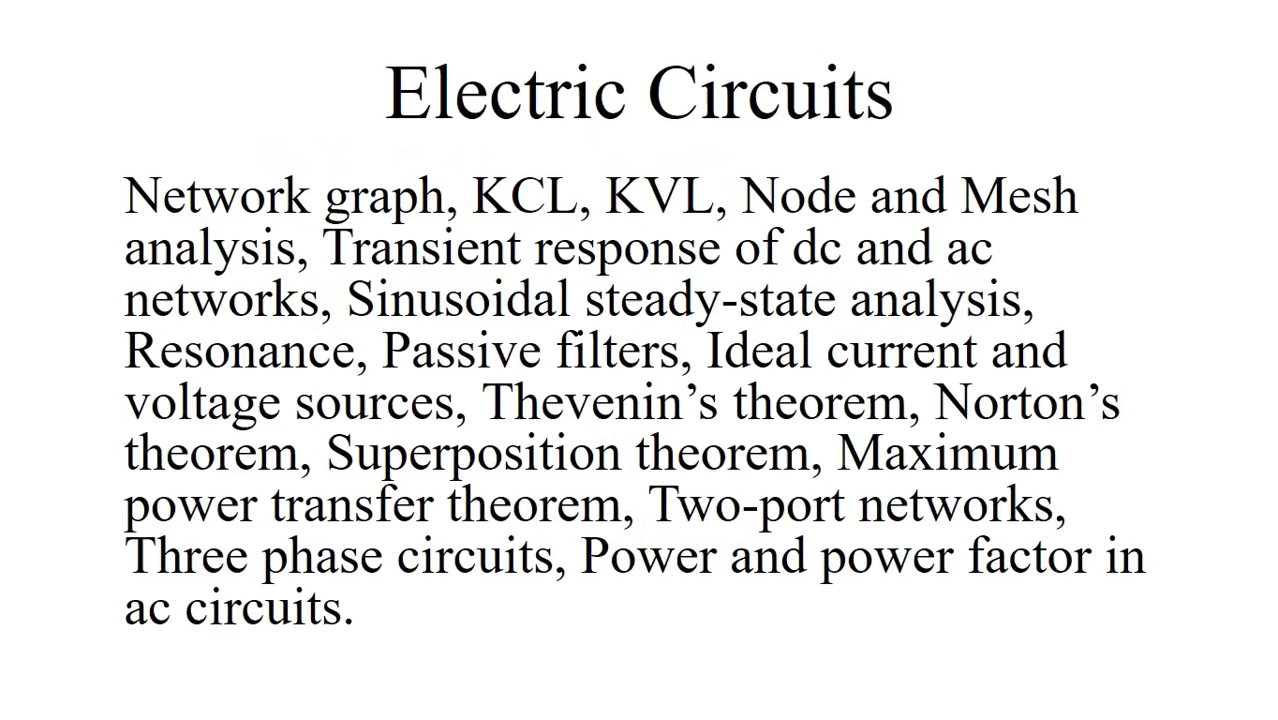 Electric Circuits
Network graph, KCL, KVL, Node and Mesh
analysis, Transient response of dc and ac
networks, Sinusoidal steady-state analysis,
Resonance, Passive filters, Ideal current and
voltage sources, Thevenin’s theorem, Norton’s
theorem, Superposition theorem, Maximum
power transfer theorem, Two-port networks,
Three phase circuits, Power and power factor in
ac circuits.